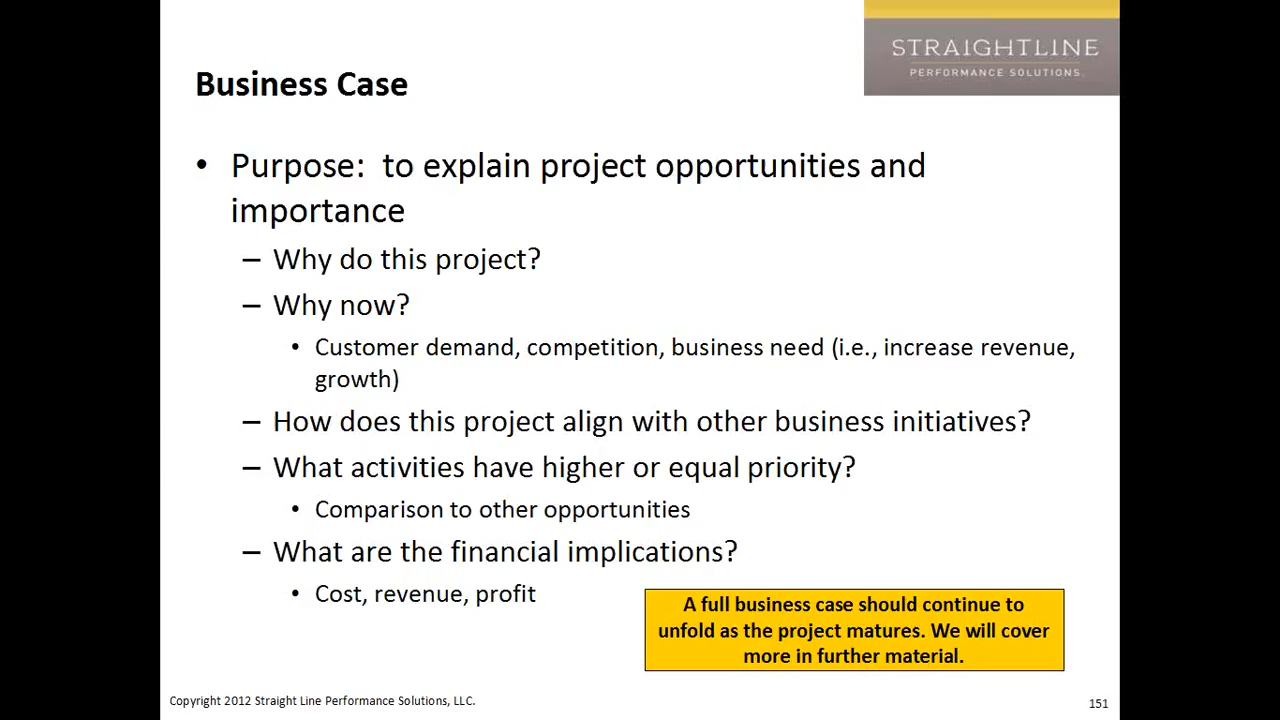 STRAIGHTLINE
PERFORMANCE SOLUTIONS.
Business Case
• Purpose: to explain project opportunities and
importance
– Why do this project?
– Why now?
• Customer demand, competition, business need (i.e., increase revenue,
growth)
– How does this project align with other business initiatives?
– What activities have higher or equal priority?
• Comparison to other opportunities
– What are the financial implications?
• Cost, revenue, profit
A full business case should continue to
unfold as the project matures. We will cover
more in further material.
Copyright 2012 Straight Line Performance Solutions, LLC.
151